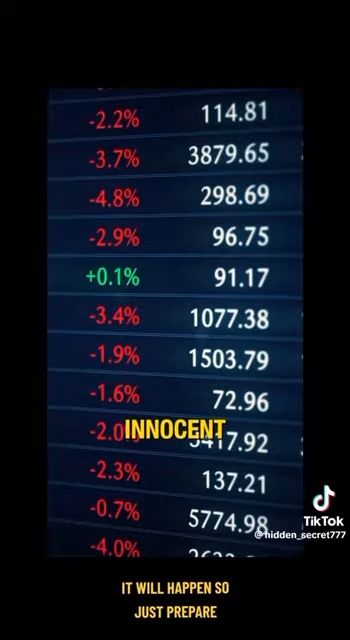 -2.2% 114.81
-3.7% 3879.65
-4.8% 298.69
-2.9% 96.75
+0.1% 91.17
-3.4% 1077.38
-1.9% 1503.79
-1.6% 72.96
INNOCENT
-2.3% 137.21
-0.7% 5774.98
-4.0%
TikTok
@hidden_secret777
IT WILL HAPPEN SO
JUST PREPARE